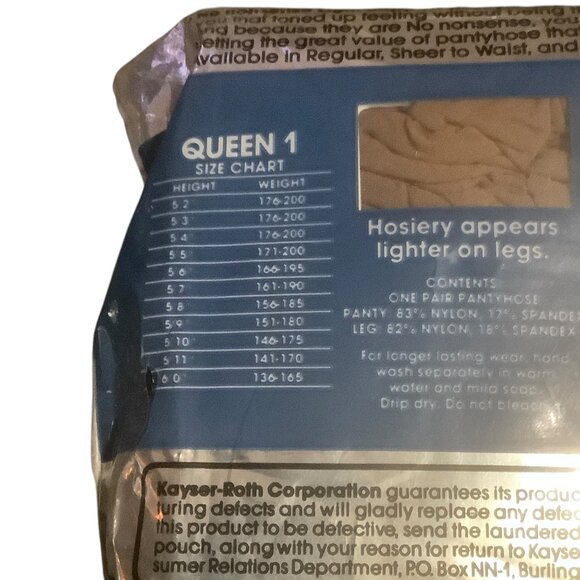 you that toned up feeling without being
and because they are No nonsense, you
getting the great value of pantyhose that
Available in Regular, Sheer to Waist, and
QUEEN 1
SIZE CHART
HEIGHT WEIGHT
5 2 176-200
5 3 176-200
5 4 176-200
5 5 171-200
5 6 166-195
5 7 161-190
5 8 156-185
5 9 151-180
5 10 146-175
5 11 141-170
6 0 136-165
Hosiery appears
lighter on legs.
CONTENTS:
ONE PAIR PANTYHOSE
PANTY: 83% NYLON, 17% SPANDEX
LEG: 82% NYLON, 18% SPANDEX
For longer lasting wear, hand
wash separately in warm
water and mild soap.
Drip dry. Do not bleach.
Kayser-Roth Corporation guarantees its produc
turing defects and will gladly replace any defec
this product to be defective, send the laundered
pouch, along with your reason for return to Kayse
sumer Relations Department, P.O. Box NN-1, Burling